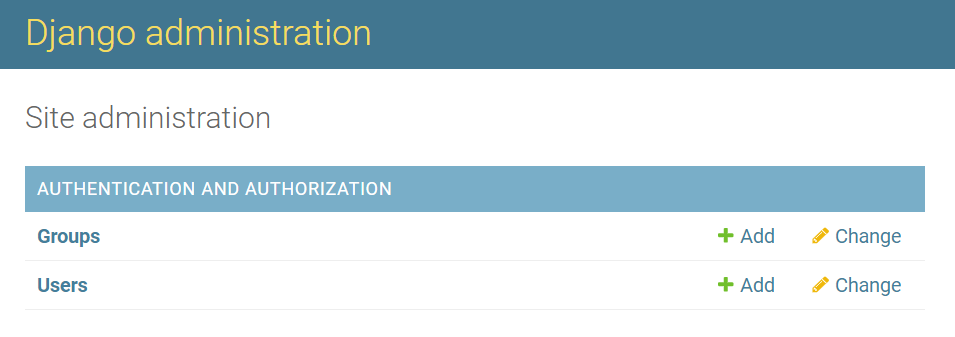 Django administration
Site administration
AUTHENTICATION AND AUTHORIZATION
Groups Add Change
Users Add Change